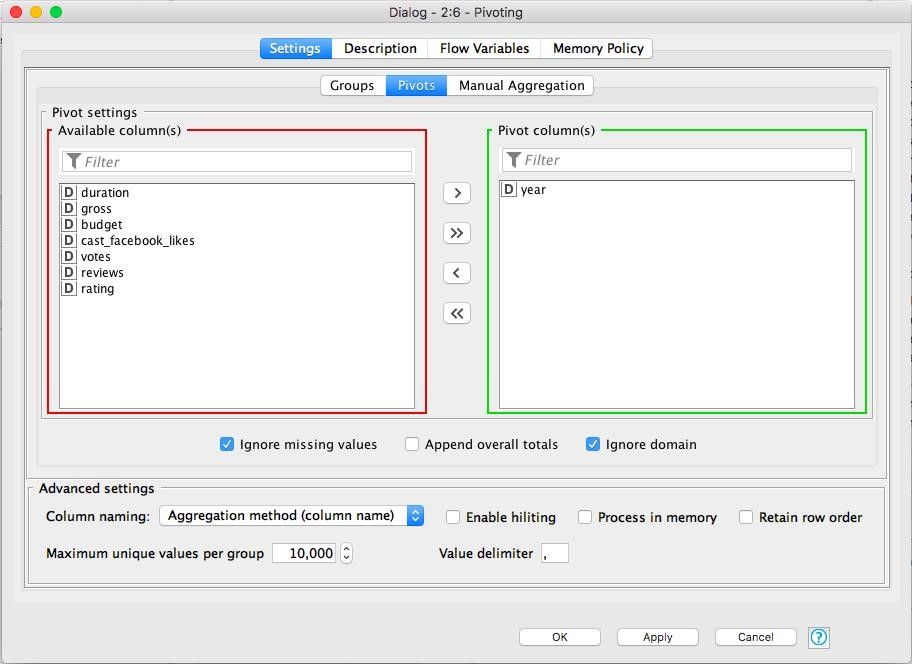 Dialog - 2:6 - Pivoting
Settings Description Flow Variables Memory Policy
Groups Pivots Manual Aggregation
Pivot settings
Available column(s)
Filter
D duration
D gross
D budget
D cast_facebook_likes
D votes
D reviews
D rating
>
>>
<
<<
Pivot column(s)
Filter
D year
Ignore missing values Append overall totals Ignore domain
Advanced settings
Column naming: Aggregation method (column name) Enable hiliting Process in memory Retain row order
Maximum unique values per group 10,000 Value delimiter ,
OK Apply Cancel ?